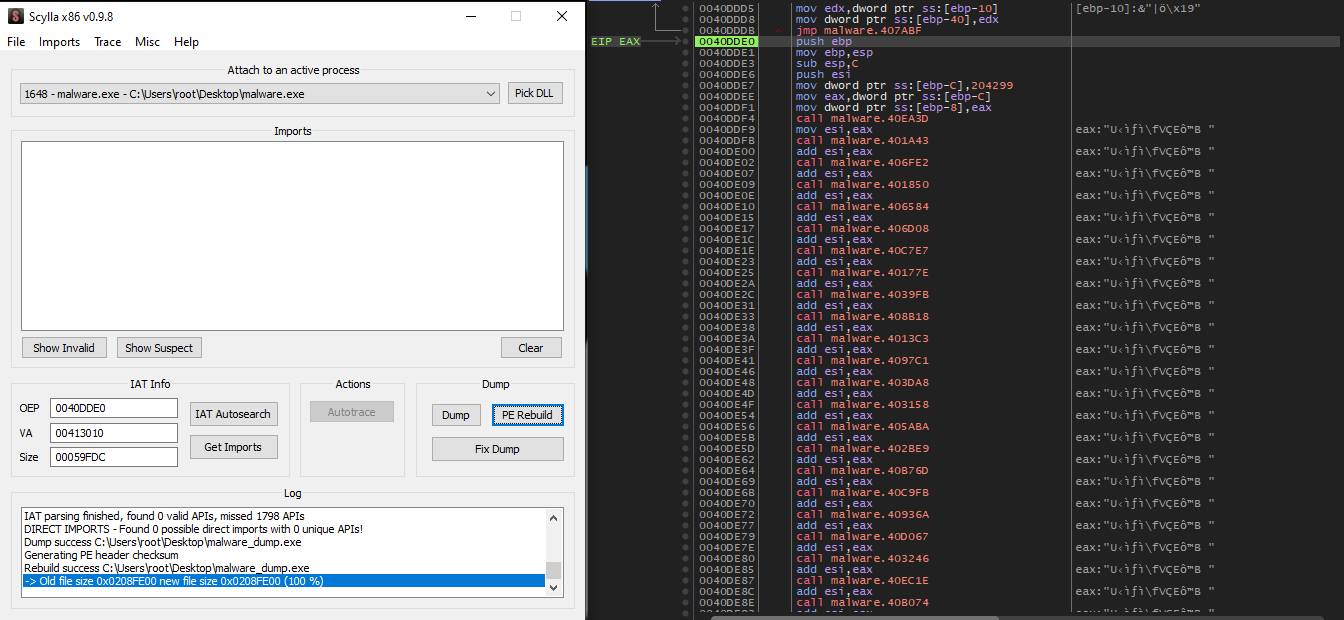 Scylla x86 v0.9.8
File Imports Trace Misc Help
Attach to an active process
1648 - malware.exe - C:\Users\root\Desktop\malware.exe
Pick DLL
Imports
Show Invalid
Show Suspect
Clear
IAT Info
OEP 0040DDE0
IAT Autosearch
VA 00413010
Get Imports
Size 00059FDC
Actions
Autotrace
Dump
Dump
PE Rebuild
Fix Dump
Log
IAT parsing finished, found 0 valid APIs, missed 1798 APIs
DIRECT IMPORTS - Found 0 possible direct imports with 0 unique APIs!
Dump success C:\Users\root\Desktop\malware_dump.exe
Generating PE header checksum
Rebuild success C:\Users\root\Desktop\malware_dump.exe
-> Old file size 0x0208FE00 new file size 0x0208FE00 (100 %)
EIP EAX
0040DDD5 mov edx,dword ptr ss:[ebp-10] [ebp-10]:&"|ö\x19"
0040DDD8 mov dword ptr ss:[ebp-40],edx
0040DDDB jmp malware.407ABF
0040DDE0 push ebp
0040DDE1 mov ebp,esp
0040DDE3 sub esp,C
0040DDE6 push esi
0040DDE7 mov dword ptr ss:[ebp-C],204299
0040DDEE mov eax,dword ptr ss:[ebp-C]
0040DDF1 mov dword ptr ss:[ebp-8],eax
0040DDF4 call malware.40EA3D
0040DDF9 mov esi,eax eax:"U‹ìƒì\fVÇEô™B "
0040DDFB call malware.401A43
0040DE00 add esi,eax eax:"U‹ìƒì\fVÇEô™B "
0040DE02 call malware.406FE2
0040DE07 add esi,eax eax:"U‹ìƒì\fVÇEô™B "
0040DE09 call malware.401850
0040DE0E add esi,eax eax:"U‹ìƒì\fVÇEô™B "
0040DE10 call malware.406584
0040DE15 add esi,eax eax:"U‹ìƒì\fVÇEô™B "
0040DE17 call malware.406D08
0040DE1C add esi,eax eax:"U‹ìƒì\fVÇEô™B "
0040DE1E call malware.40C7E7
0040DE23 add esi,eax eax:"U‹ìƒì\fVÇEô™B "
0040DE25 call malware.40177E
0040DE2A add esi,eax eax:"U‹ìƒì\fVÇEô™B "
0040DE2C call malware.4039FB
0040DE31 add esi,eax eax:"U‹ìƒì\fVÇEô™B "
0040DE33 call malware.408B18
0040DE38 add esi,eax eax:"U‹ìƒì\fVÇEô™B "
0040DE3A call malware.4013C3
0040DE3F add esi,eax eax:"U‹ìƒì\fVÇEô™B "
0040DE41 call malware.4097C1
0040DE46 add esi,eax eax:"U‹ìƒì\fVÇEô™B "
0040DE48 call malware.403DA8
0040DE4D add esi,eax eax:"U‹ìƒì\fVÇEô™B "
0040DE4F call malware.403158
0040DE54 add esi,eax eax:"U‹ìƒì\fVÇEô™B "
0040DE56 call malware.405ABA
0040DE5B add esi,eax eax:"U‹ìƒì\fVÇEô™B "
0040DE5D call malware.402BE9
0040DE62 add esi,eax eax:"U‹ìƒì\fVÇEô™B "
0040DE64 call malware.40B76D
0040DE69 add esi,eax eax:"U‹ìƒì\fVÇEô™B "
0040DE6B call malware.40C9FB
0040DE70 add esi,eax eax:"U‹ìƒì\fVÇEô™B "
0040DE72 call malware.40936A
0040DE77 add esi,eax eax:"U‹ìƒì\fVÇEô™B "
0040DE79 call malware.40D067
0040DE7E add esi,eax eax:"U‹ìƒì\fVÇEô™B "
0040DE80 call malware.403246
0040DE85 add esi,eax eax:"U‹ìƒì\fVÇEô™B "
0040DE87 call malware.40EC1E
0040DE8C add esi,eax eax:"U‹ìƒì\fVÇEô™B "
0040DE8E call malware.40B074